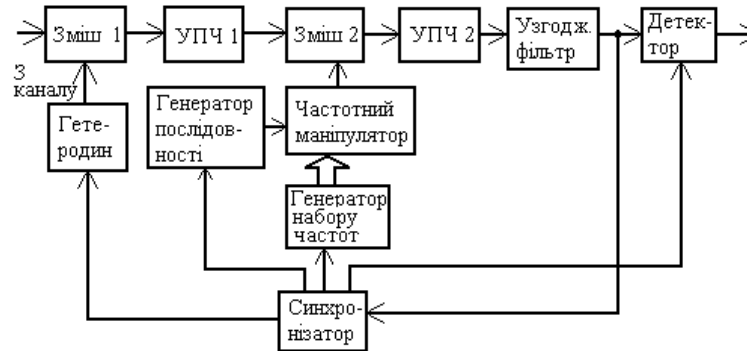 Зміш 1
УПЧ 1
Зміш 2
УПЧ 2
Узгодж.
фільтр
Детек-
тор
З
каналу
Гете-
родин
Генератор
послідов-
ності
Частотний
маніпулятор
Генератор
набору
частот
Синхро-
нізатор